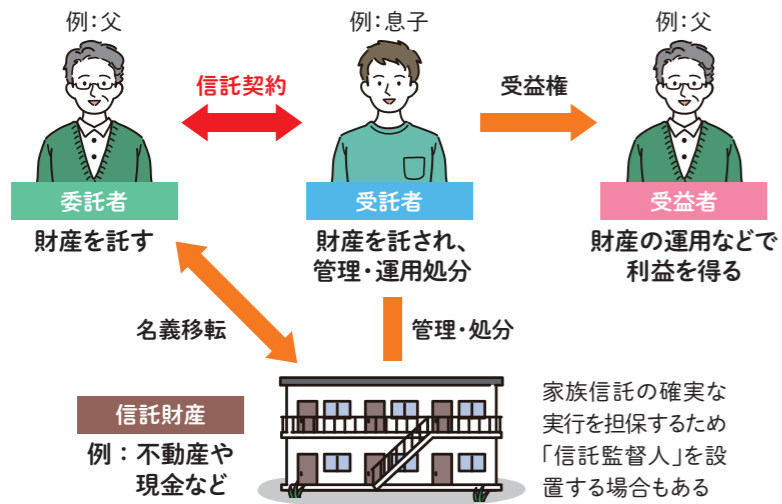 例：父
例：息子
例：父
信託契約
受益権
委託者
受託者
受益者
財産を託す
財産を託され、
管理・運用処分
財産の運用などで
利益を得る
名義移転
管理・処分
信託財産
例：不動産や
現金など
家族信託の確実な
実行を担保するため
「信託監督人」を設
置する場合もある